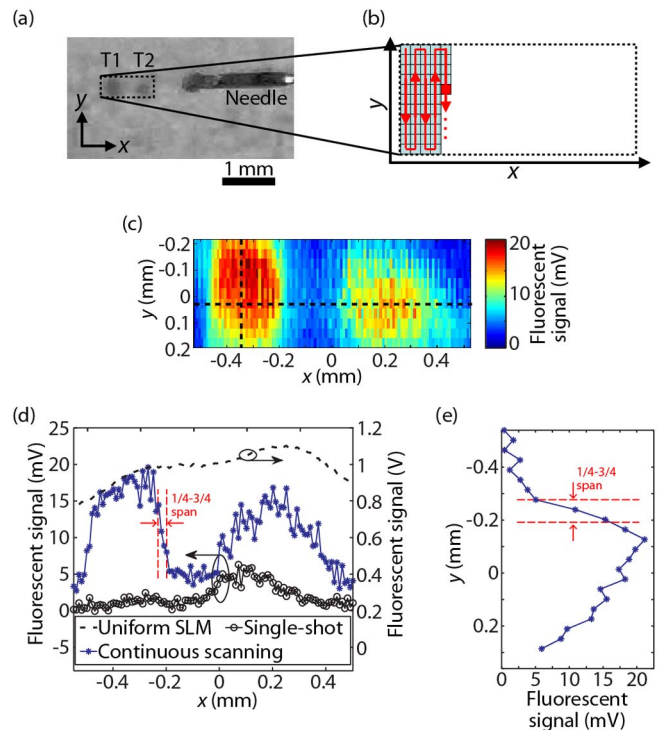 (a)
T1 T2
Needle
y
x
1 mm
(b)
y
x
(c)
-0.2
-0.1
0
0.1
0.2
y (mm)
-0.4 -0.2 0 0.2 0.4
x (mm)
20
10
0
Fluorescent
signal (mV)
(d)
25
20
15
10
5
0
-5
Fluorescent signal (mV)
1.2
1
0.8
0.6
0.4
0.2
0
Fluorescent signal (V)
1/4-3/4
span
Uniform SLM Single-shot
Continuous scanning
-0.4 -0.2 0 0.2 0.4
x (mm)
(e)
-0.4
-0.2
0
0.2
y (mm)
1/4-3/4
span
0 5 10 15 20
Fluorescent
signal (mV)